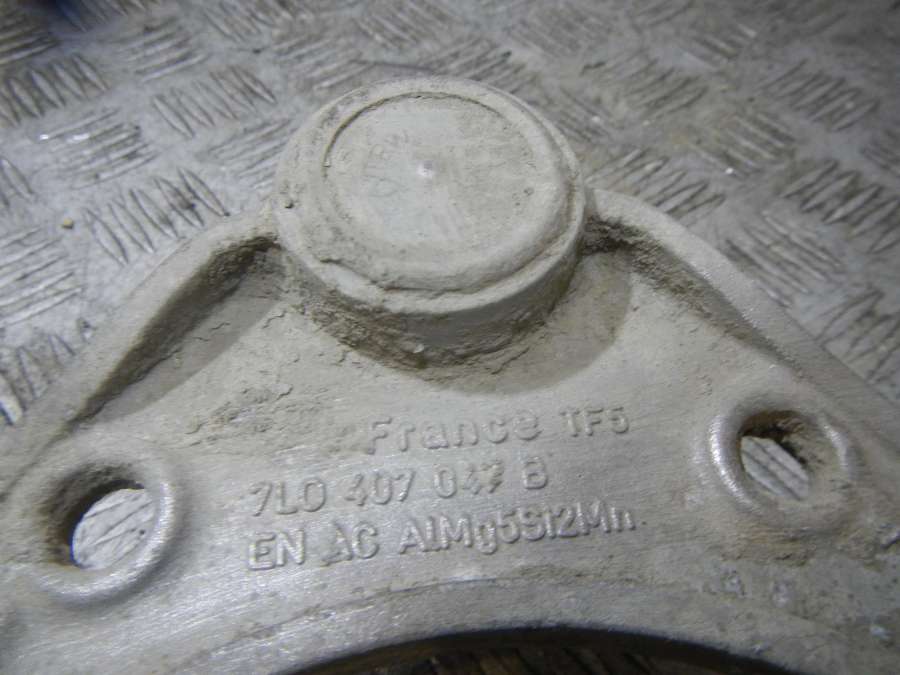 France TF5
7L0 407 047 B
EN AC AlMg5Si2Mn